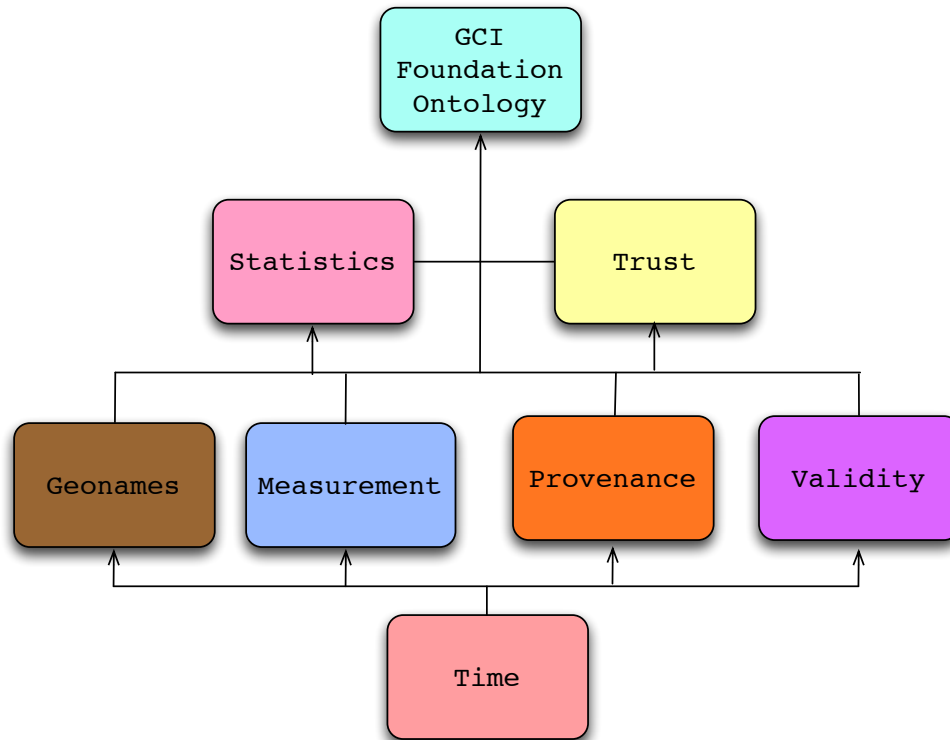 GCI
Foundation
Ontology
Statistics
Trust
Geonames
Measurement
Provenance
Validity
Time